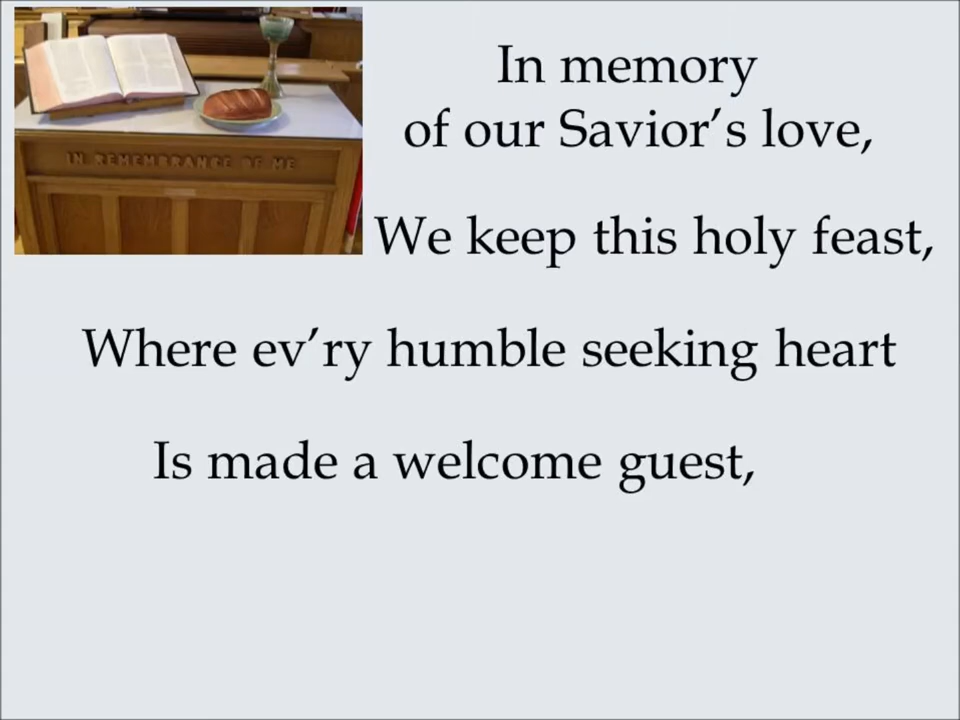 In memory
of our Savior’s love,
IN REMEMBRANCE OF ME
We keep this holy feast,
Where ev’ry humble seeking heart
Is made a welcome guest,